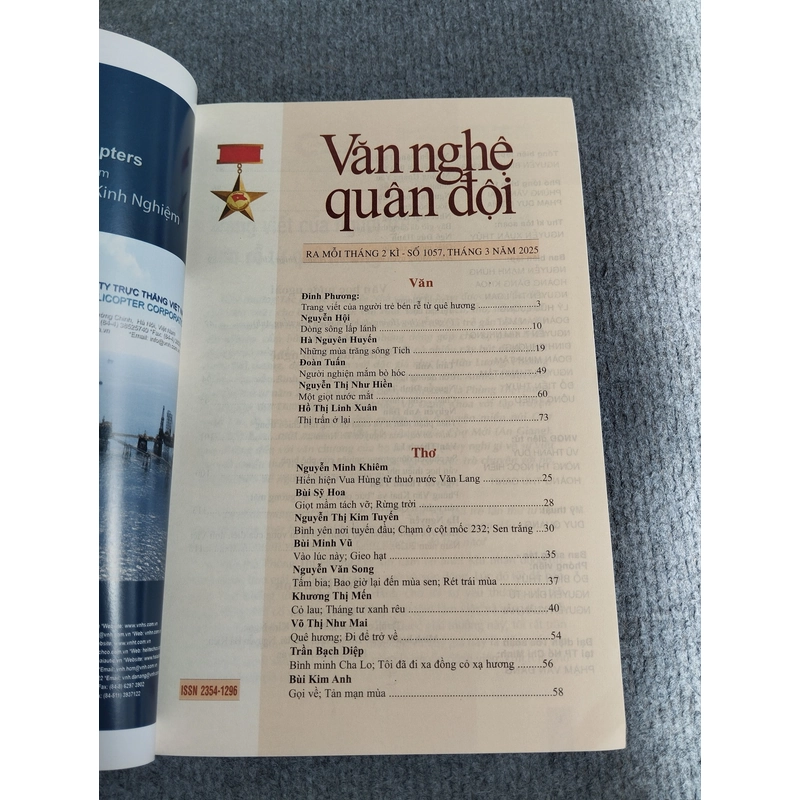 pters
m
Kinh Nghiệm
TY TRỰC THĂNG VIỆT N
LICOPTER CORPORAT
Văn nghệ
quân đội
RA MỖI THÁNG 2 KÌ - SỐ 1057, THÁNG 3 NĂM 2025
Văn
Đinh Phương:
Trang viết của người trẻ bén rễ từ quê hương ..... 3
Nguyễn Hội
Dòng sông lấp lánh ..... 10
Hà Nguyên Huyến
Những mùa trăng sông Tích ..... 19
Đoàn Tuấn
Người nghiện mắm bò hóc ..... 49
Nguyễn Thị Như Hiền
Một giọt nước mắt ..... 60
Hồ Thị Linh Xuân
Thị trấn ở lại ..... 73
Thơ
Nguyễn Minh Khiêm
Hiển hiện Vua Hùng từ thuở nước Văn Lang ..... 25
Bùi Sỹ Hoa
Giọt mầm tách vỡ; Rừng trời ..... 28
Nguyễn Thị Kim Tuyến
Bình yên nơi tuyến đầu; Chạm ở cột mốc 232; Sen trắng ...30
Bùi Minh Vũ
Vào lúc này; Gieo hạt ..... 35
Nguyễn Văn Song
Tấm bia; Bao giờ lại đến mùa sen; Rét trái mùa ..... 37
Khương Thị Mến
Cỏ lau; Tháng tư xanh rêu ..... 40
Võ Thị Như Mai
Quê hương; Đi để trở về ..... 54
Trần Bạch Diệp
Bình minh Cha Lo; Tôi đã đi xa đồng cỏ xạ hương ..... 56
Bùi Kim Anh
Gọi về; Tản mạn mùa ..... 58
ISSN 2354-1296